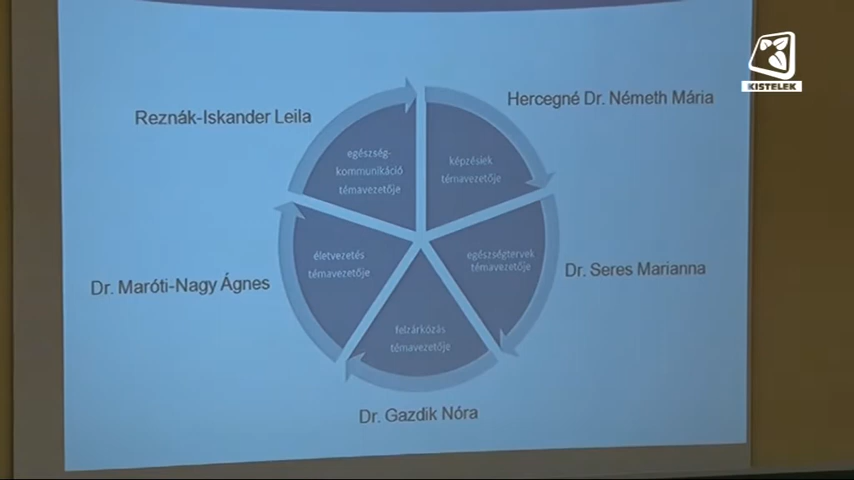 KISTELEK
Reznák-Iskander Leila
Hercegné Dr. Németh Mária
egészség-
kommunikáció
témavezetője
képzésiek
témavezetője
életvezetés
témavezetője
egészségtervek
témavezetője
Dr. Maróti-Nagy Ágnes
Dr. Seres Marianna
felzárkózás
témavezetője
Dr. Gazdik Nóra